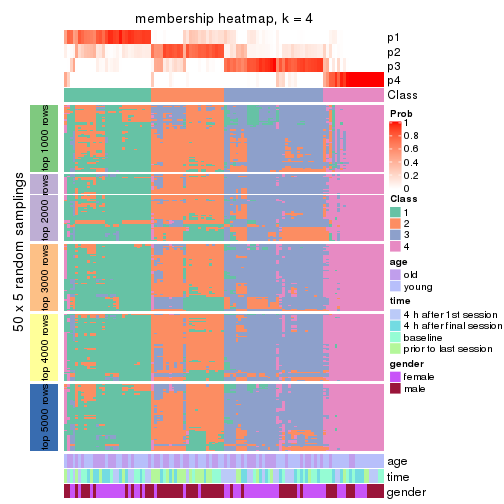 membership heatmap, k = 4
p1
p2
p3
p4
Class
50 x 5 random samplings
top 1000 rows
top 2000 rows
top 3000 rows
top 4000 rows
top 5000 rows
age
time
gender
Prob
1
0.8
0.6
0.4
0.2
0
Class
1
2
3
4
age
old
young
time
4 h after 1st session
4 h after final session
baseline
prior to last session
gender
female
male